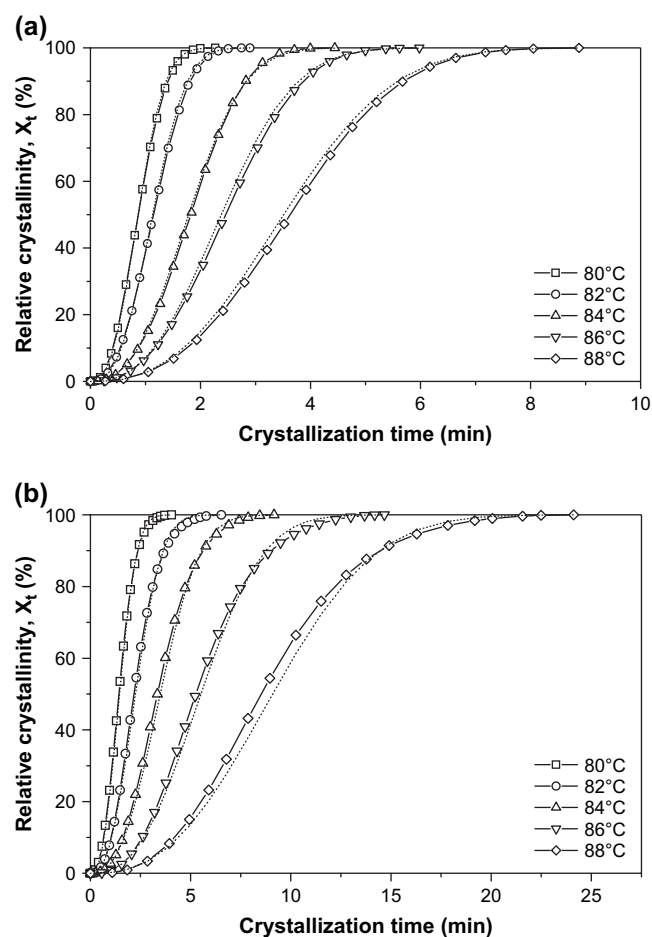 (a)
100
80
60
40
20
0
Relative crystallinity, Xt (%)
80°C
82°C
84°C
86°C
88°C
0 2 4 6 8 10
Crystallization time (min)
(b)
100
80
60
40
20
0
Relative crystallinity, Xt (%)
80°C
82°C
84°C
86°C
88°C
0 5 10 15 20 25
Crystallization time (min)